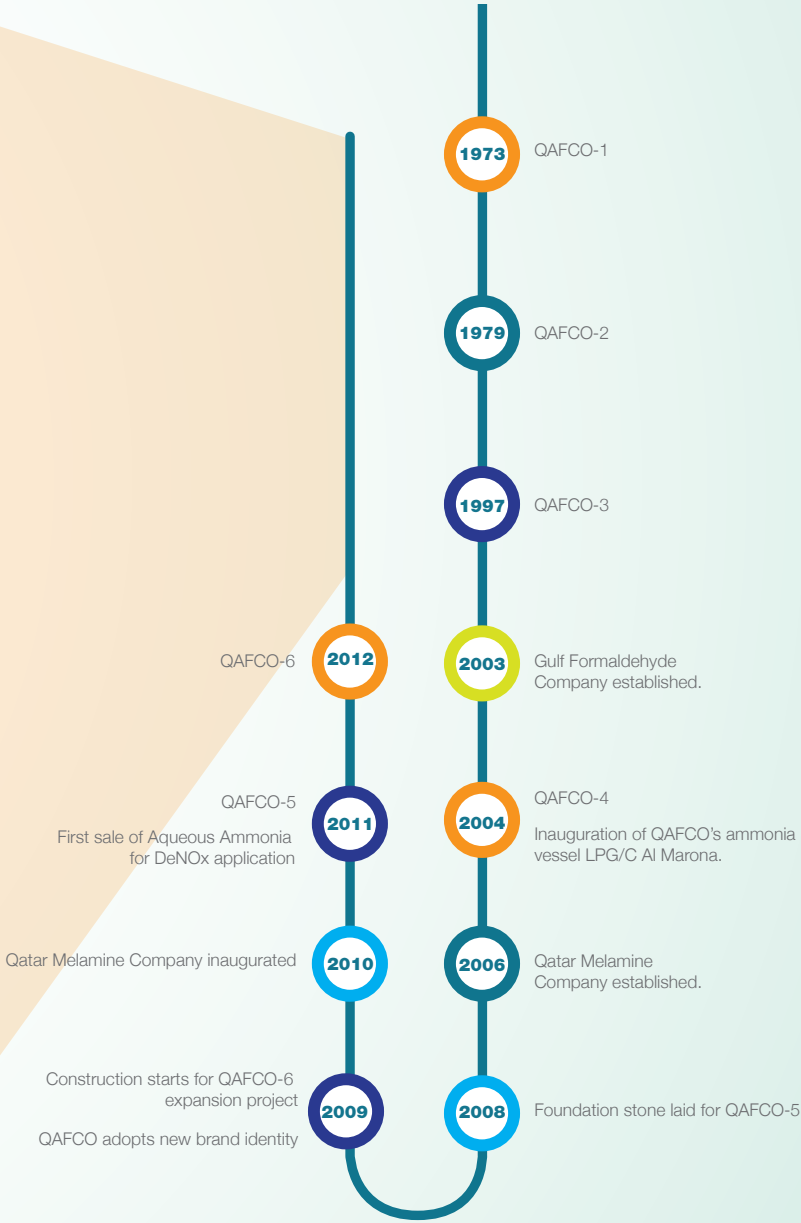 1973
QAFCO-1
1979
QAFCO-2
1997
QAFCO-3
2003
Gulf Formaldehyde
Company established.
2004
QAFCO-4
Inauguration of QAFCO's ammonia
vessel LPG/C Al Marona.
2006
Qatar Melamine
Company established.
2008
Foundation stone laid for QAFCO-5
2009
Construction starts for QAFCO-6
expansion project
QAFCO adopts new brand identity
2010
Qatar Melamine Company inaugurated
2011
QAFCO-5
First sale of Aqueous Ammonia
for DeNOx application
2012
QAFCO-6